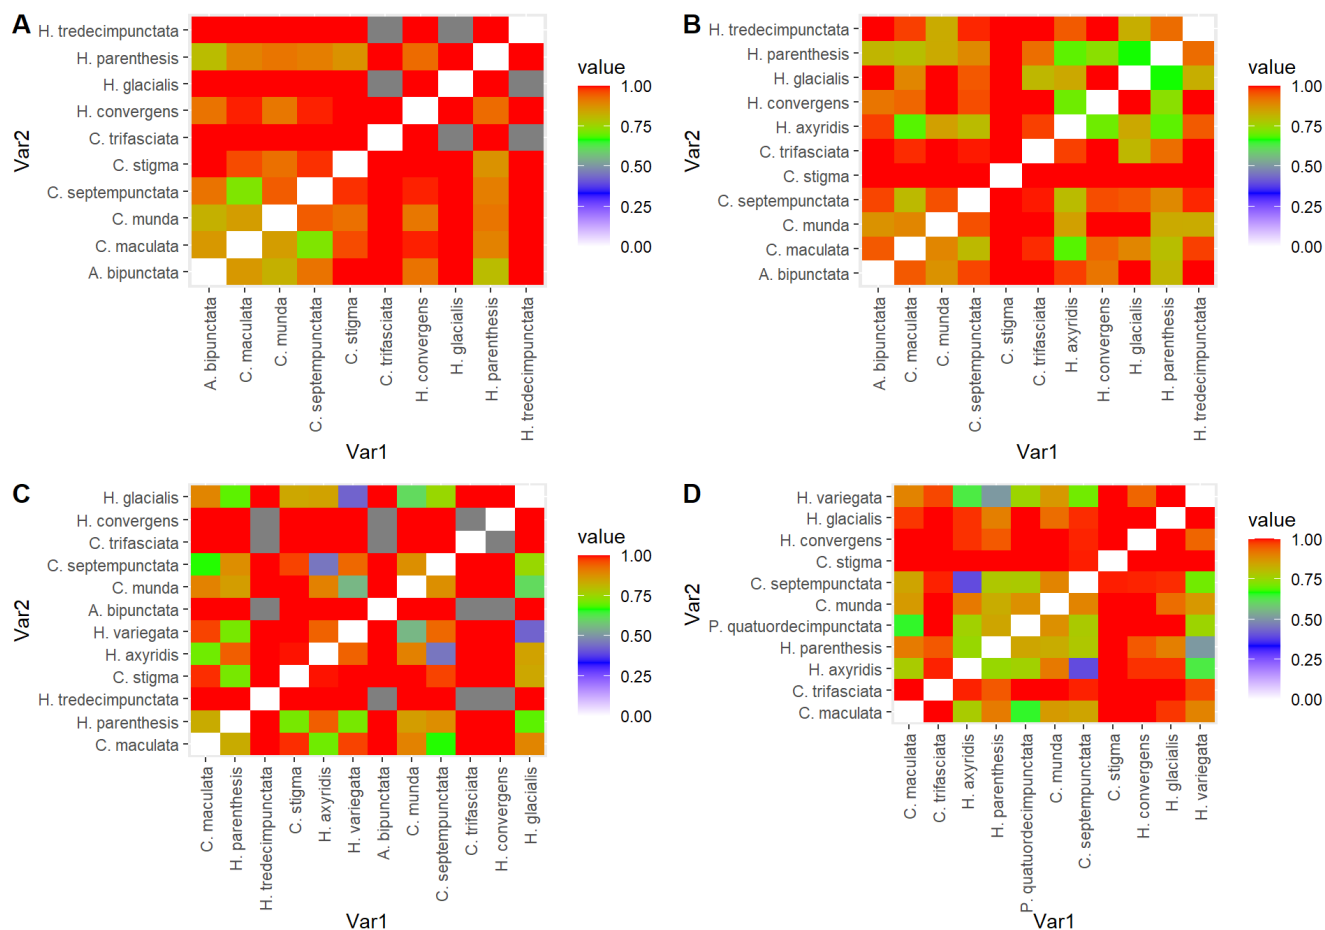 A
H. tredecimpunctata
H. parenthesis
H. glacialis
H. convergens
C. trifasciata
C. stigma
C. septempunctata
C. munda
C. maculata
A. bipunctata
Var2
A. bipunctata
C. maculata
C. munda
C. septempunctata
C. stigma
C. trifasciata
H. convergens
H. glacialis
H. parenthesis
H. tredecimpunctata
Var1
value
1.00
0.75
0.50
0.25
0.00
B
H. tredecimpunctata
H. parenthesis
H. glacialis
H. convergens
H. axyridis
C. trifasciata
C. stigma
C. septempunctata
C. munda
C. maculata
A. bipunctata
Var2
A. bipunctata
C. maculata
C. munda
C. septempunctata
C. stigma
C. trifasciata
H. axyridis
H. convergens
H. glacialis
H. parenthesis
H. tredecimpunctata
Var1
value
1.00
0.75
0.50
0.25
0.00
C
H. glacialis
H. convergens
C. trifasciata
C. septempunctata
C. munda
A. bipunctata
H. variegata
H. axyridis
C. stigma
H. tredecimpunctata
H. parenthesis
C. maculata
Var2
C. maculata
H. parenthesis
H. tredecimpunctata
C. stigma
H. axyridis
H. variegata
A. bipunctata
C. munda
C. septempunctata
C. trifasciata
H. convergens
H. glacialis
Var1
value
1.00
0.75
0.50
0.25
0.00
D
H. variegata
H. glacialis
H. convergens
C. stigma
C. septempunctata
C. munda
P. quatuordecimpunctata
H. parenthesis
H. axyridis
C. trifasciata
C. maculata
Var2
C. maculata
C. trifasciata
H. axyridis
H. parenthesis
P. quatuordecimpunctata
C. munda
C. septempunctata
C. stigma
H. convergens
H. glacialis
H. variegata
Var1
value
1.00
0.75
0.50
0.25
0.00